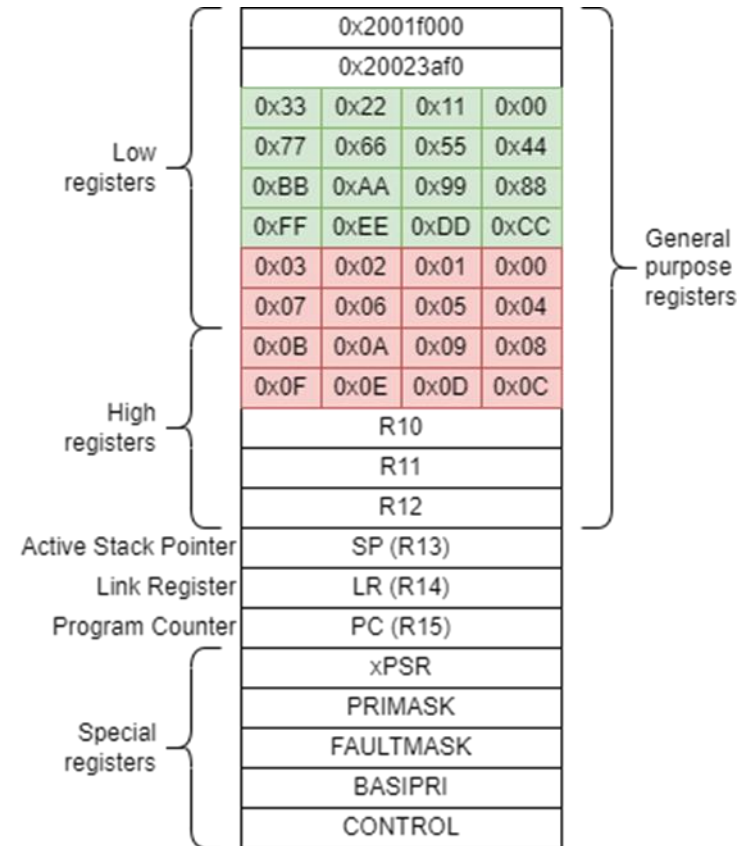 0x2001f000
0x20023af0
0x33 0x22 0x11 0x00
0x77 0x66 0x55 0x44
Low
registers
0xBB 0xAA 0x99 0x88
0xFF 0xEE 0xDD 0xCC
General
purpose
registers
0x03 0x02 0x01 0x00
0x07 0x06 0x05 0x04
0x0B 0x0A 0x09 0x08
0x0F 0x0E 0x0D 0x0C
High
registers
R10
R11
R12
Active Stack Pointer SP (R13)
Link Register LR (R14)
Program Counter PC (R15)
xPSR
PRIMASK
Special
registers
FAULTMASK
BASIPRI
CONTROL